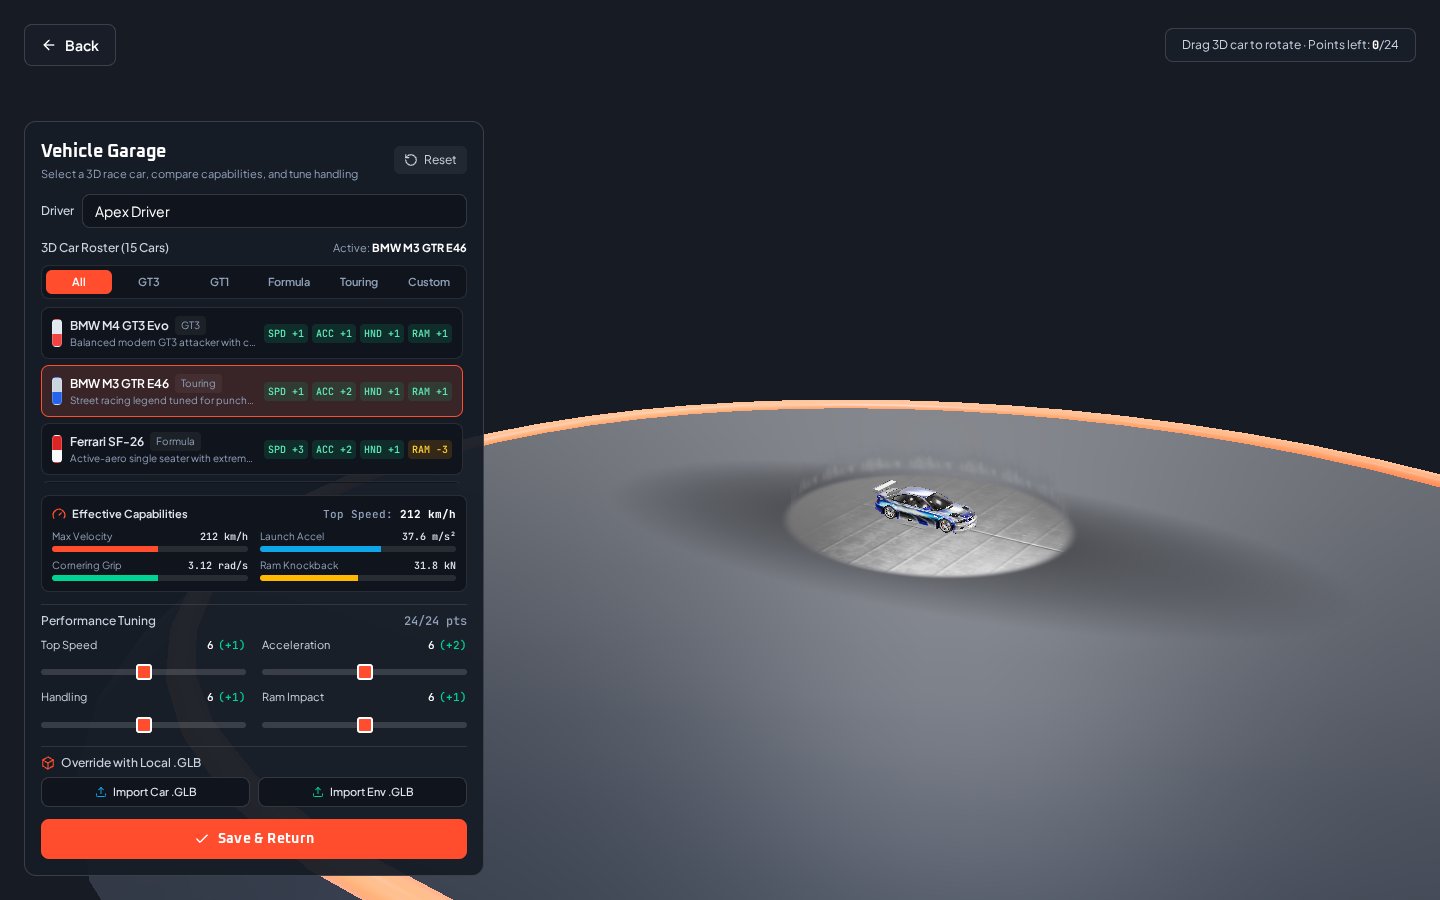 Back
Drag 3D car to rotate · Points left: 0/24
Vehicle Garage
Select a 3D race car, compare capabilities, and tune handling
Reset
Driver
Apex Driver
3D Car Roster (15 Cars)
Active: BMW M3 GTR E46
All
GT3
GT1
Formula
Touring
Custom
BMW M4 GT3 Evo GT3
Balanced modern GT3 attacker with c...
SPD +1 ACC +1 HND +1 RAM +1
BMW M3 GTR E46 Touring
Street racing legend tuned for punch...
SPD +1 ACC +2 HND +1 RAM +1
Ferrari SF-26 Formula
Active-aero single seater with extrem...
SPD +3 ACC +2 HND +1 RAM -3
Effective Capabilities
Top Speed: 212 km/h
Max Velocity 212 km/h
Launch Accel 37.6 m/s²
Cornering Grip 3.12 rad/s
Ram Knockback 31.8 kN
Performance Tuning
24/24 pts
Top Speed 6 (+1)
Acceleration 6 (+2)
Handling 6 (+1)
Ram Impact 6 (+1)
Override with Local .GLB
Import Car .GLB
Import Env .GLB
Save & Return